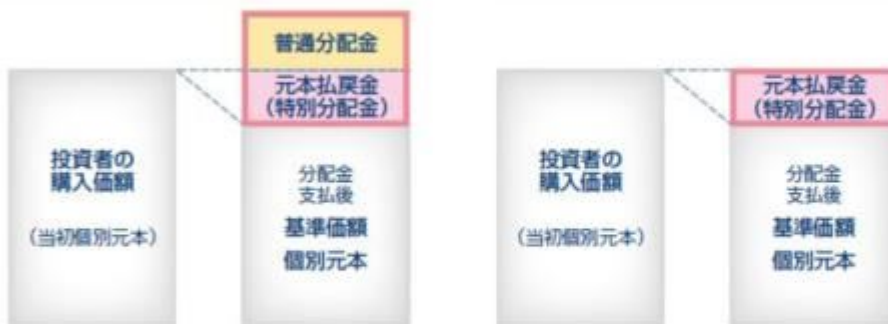 普通分配金
元本払戻金
(特別分配金)
投資者の
購入価額
(当初個別元本)
分配金
支払後
基準価額
個別元本
元本払戻金
(特別分配金)
投資者の
購入価額
(当初個別元本)
分配金
支払後
基準価額
個別元本